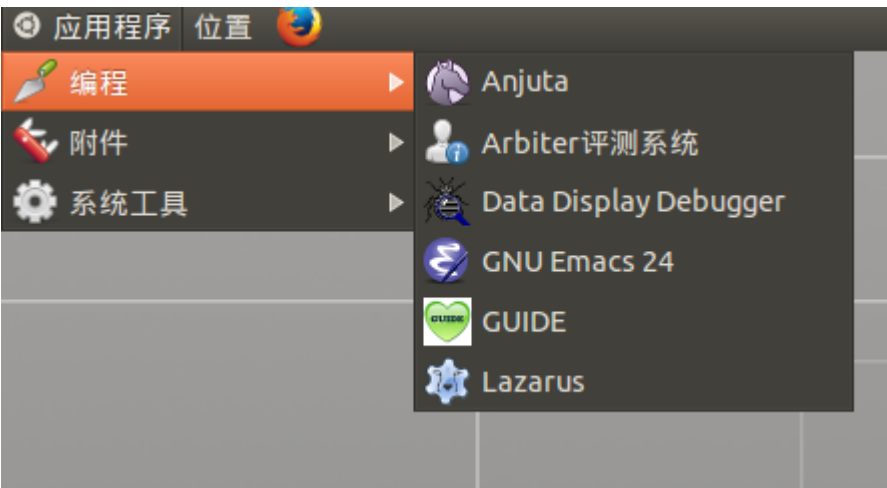 应用程序 位置
编程
附件
系统工具
Anjuta
Arbiter评测系统
Data Display Debugger
GNU Emacs 24
GUIDE
GUIDE
Lazarus